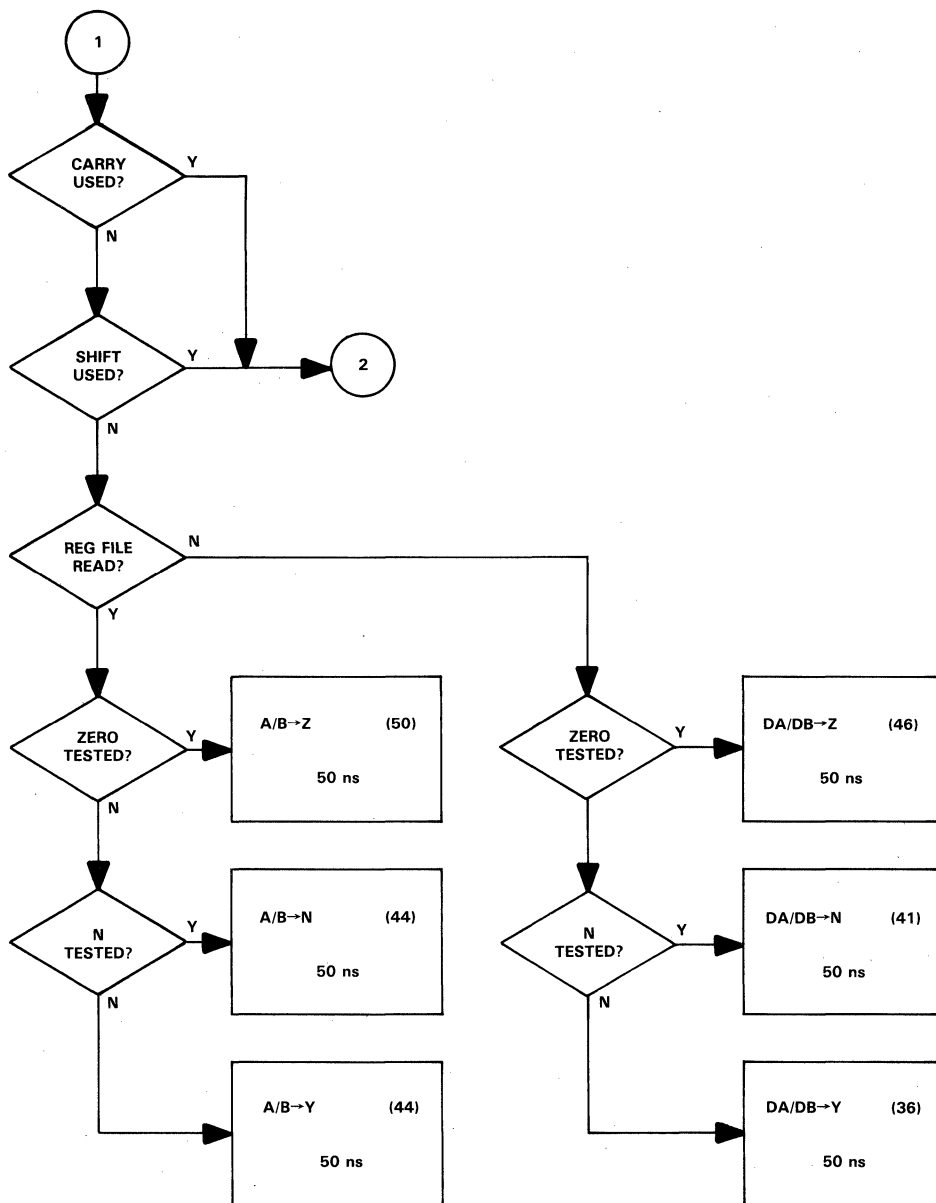 1
CARRY
USED?
Y
N
SHIFT
USED?
Y
2
N
REG FILE
READ?
N
Y
ZERO
TESTED?
Y
N
A/B→Z (50)
50 ns
ZERO
TESTED?
Y
DA/DB→Z (46)
50 ns
N
TESTED?
Y
N
A/B→N (44)
50 ns
N
TESTED?
Y
N
DA/DB→N (41)
50 ns
A/B→Y (44)
50 ns
DA/DB→Y (36)
50 ns